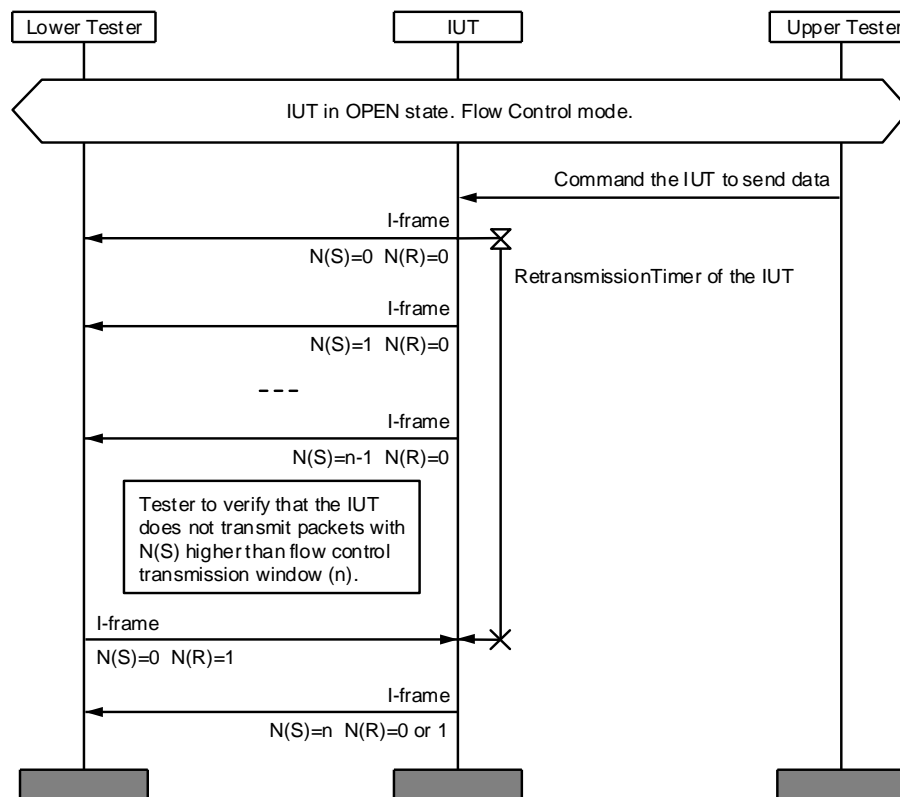 Lower Tester
IUT
Upper Tester
IUT in OPEN state. Flow Control mode.
Command the IUT to send data
I-frame
N(S)=0 N(R)=0
RetransmissionTimer of the IUT
I-frame
N(S)=1 N(R)=0
---
I-frame
N(S)=n-1 N(R)=0
Tester to verify that the IUT
does not transmit packets with
N(S) higher than flow control
transmission window (n).
I-frame
N(S)=0 N(R)=1
I-frame
N(S)=n N(R)=0 or 1